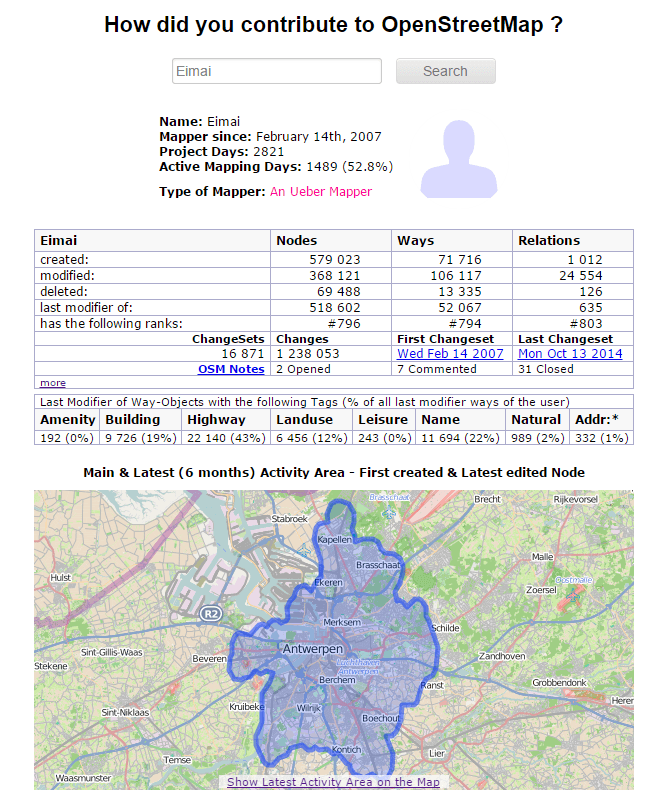 How did you contribute to OpenStreetMap ?
Eimai Search
Name: Eimai
Mapper since: February 14th, 2007
Project Days: 2821
Active Mapping Days: 1489 (52.8%)
Type of Mapper: An Ueber Mapper
Eimai Nodes Ways Relations
created: 579 023 71 716 1 012
modified: 368 121 106 117 24 554
deleted: 69 488 13 335 126
last modifier of: 518 602 52 067 635
has the following ranks: #796 #794 #803
ChangeSets Changes First Changeset Last Changeset
16 871 1 238 053 Wed Feb 14 2007 Mon Oct 13 2014
OSM Notes 2 Opened 7 Commented 31 Closed
more
Last Modifier of Way-Objects with the following Tags (% of all last modifier ways of the user)
Amenity Building Highway Landuse Leisure Name Natural Addr:*
192 (0%) 9 726 (19%) 22 140 (43%) 6 456 (12%) 243 (0%) 11 694 (22%) 989 (2%) 332 (1%)
Main & Latest (6 months) Activity Area - First created & Latest edited Node
Brasschaat Brecht Rijkevorsel
Stabroek
Kapellen
Malle
Brasschaat
Hulst Ekeren Oostmalle
Zoersel
R2
Merksem Schilde
Sint-Gillis-Waas Antwerpen
Stekene Beveren Zandhoven
Luchthaven
Antwerpen
Berchem Ranst Grobbendonk
Heren
Sint-Niklaas Kruibeke Wilrijk
Boechout
Kontich Lier
Temse
Waasmunster Show Latest Activity Area on the Map